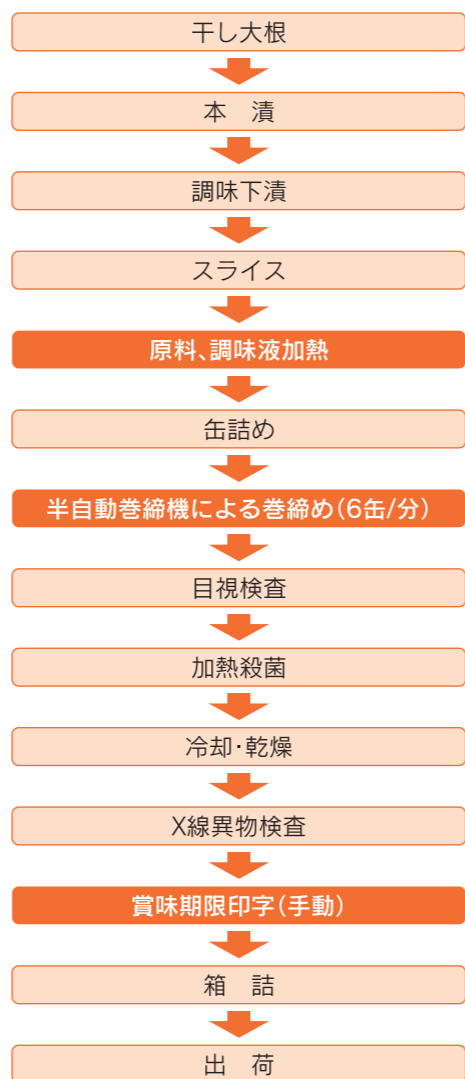 干し大根
本　漬
調味下漬
スライス
原料、調味液加熱
缶詰め
半自動巻締機による巻締め（6缶/分）
目視検査
加熱殺菌
冷却・乾燥
X線異物検査
賞味期限印字（手動）
箱　詰
出　荷